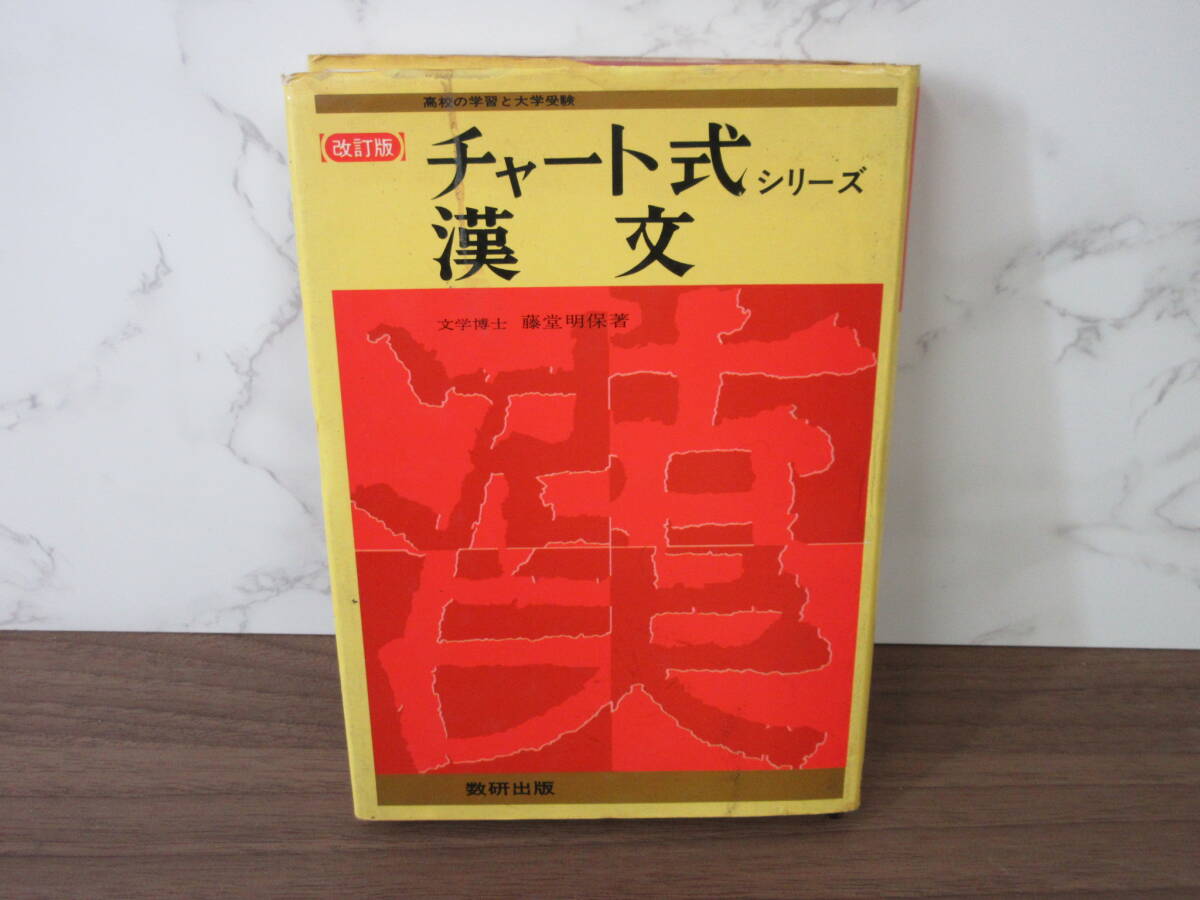 高校の学習と大学受験
【改訂版】
チャート式シリーズ
漢文
文学博士 藤堂明保著
漢
数研出版